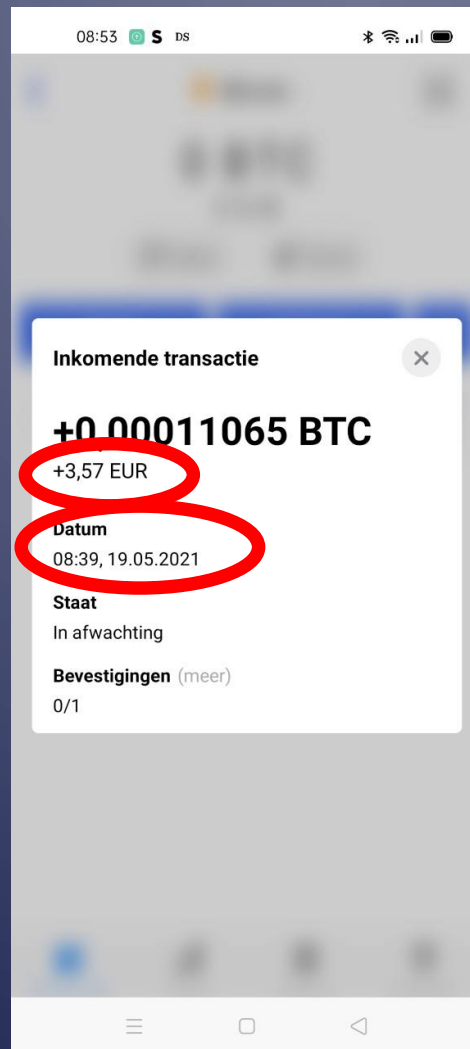 08:53 S DS
Inkomende transactie
+0,00011065 BTC
+3,57 EUR
Datum
08:39, 19.05.2021
Staat
In afwachting
Bevestigingen (meer)
0/1